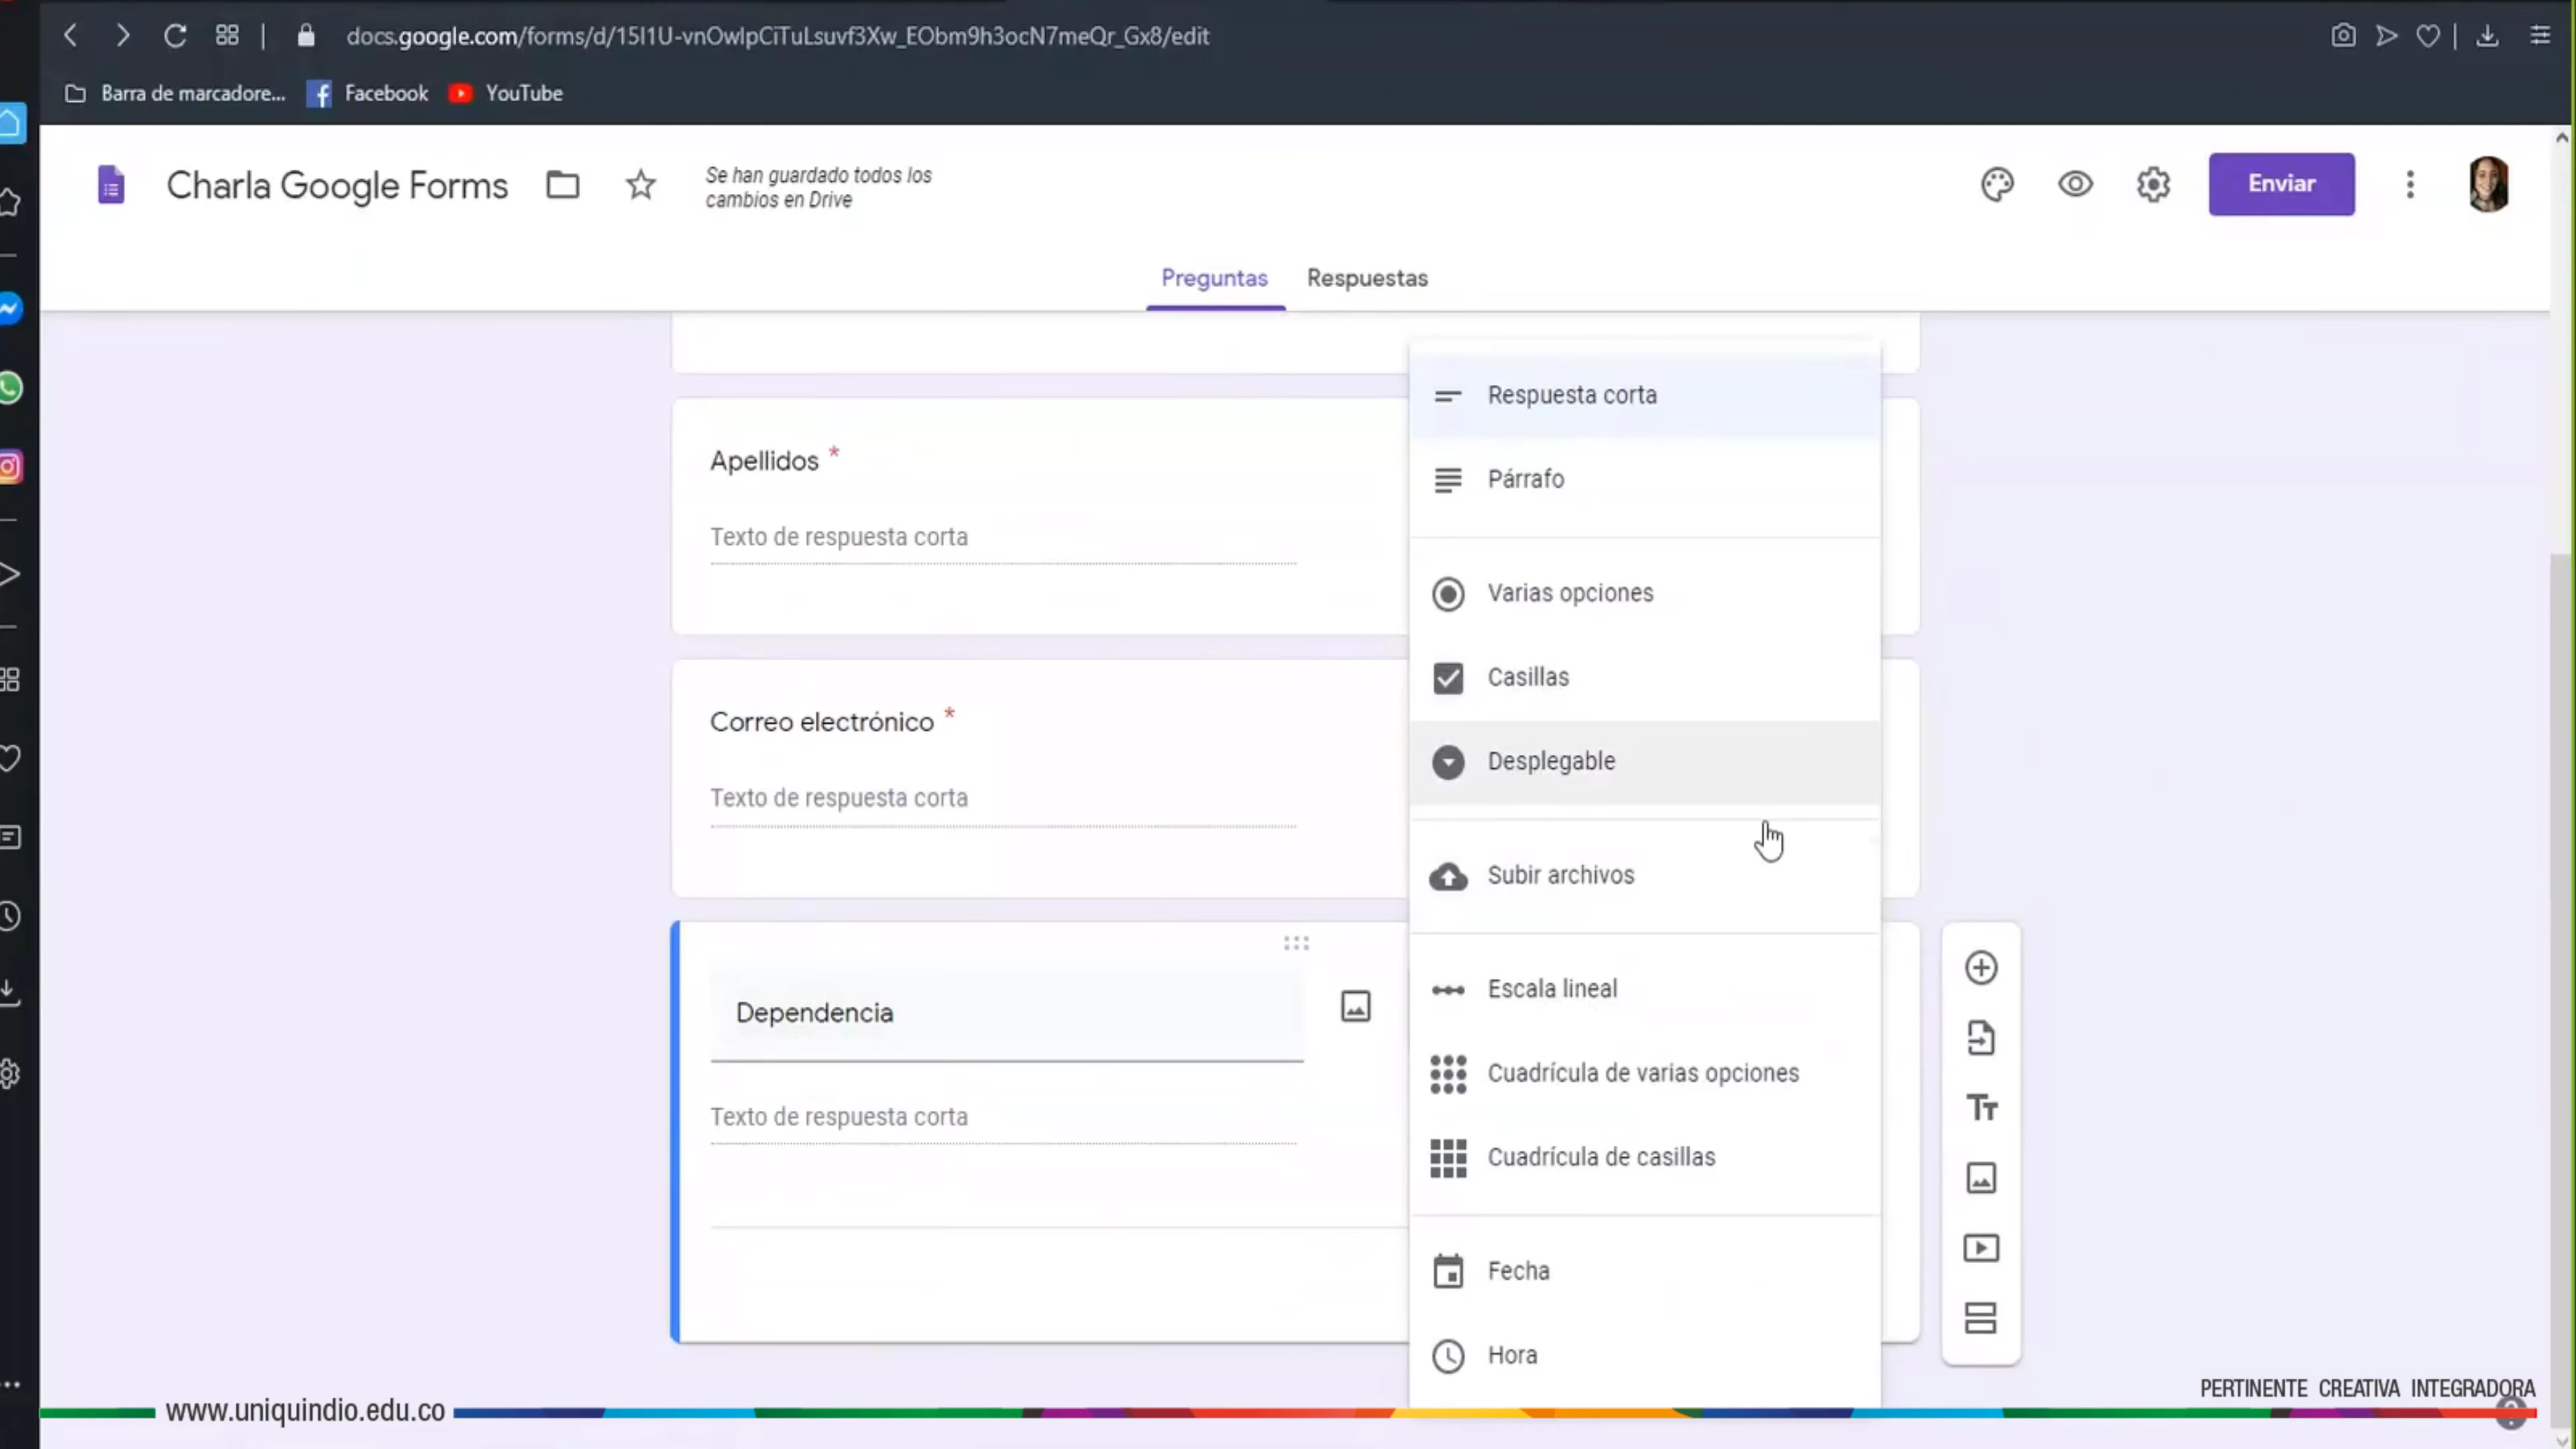 docs.google.com/forms/d/15I1U-vnOwlpCiTuLsuvf3Xw_EObm9h3ocN7meQr_Gx8/edit
Barra de marcadore... Facebook YouTube
Charla Google Forms
Se han guardado todos los
cambios en Drive
Enviar
Preguntas Respuestas
Apellidos *
Texto de respuesta corta
Correo electrónico *
Texto de respuesta corta
Dependencia
Texto de respuesta corta
Respuesta corta
Párrafo
Varias opciones
Casillas
Desplegable
Subir archivos
Escala lineal
Cuadrícula de varias opciones
Cuadrícula de casillas
Fecha
Hora
PERTINENTE CREATIVA INTEGRADORA
www.uniquindio.edu.co